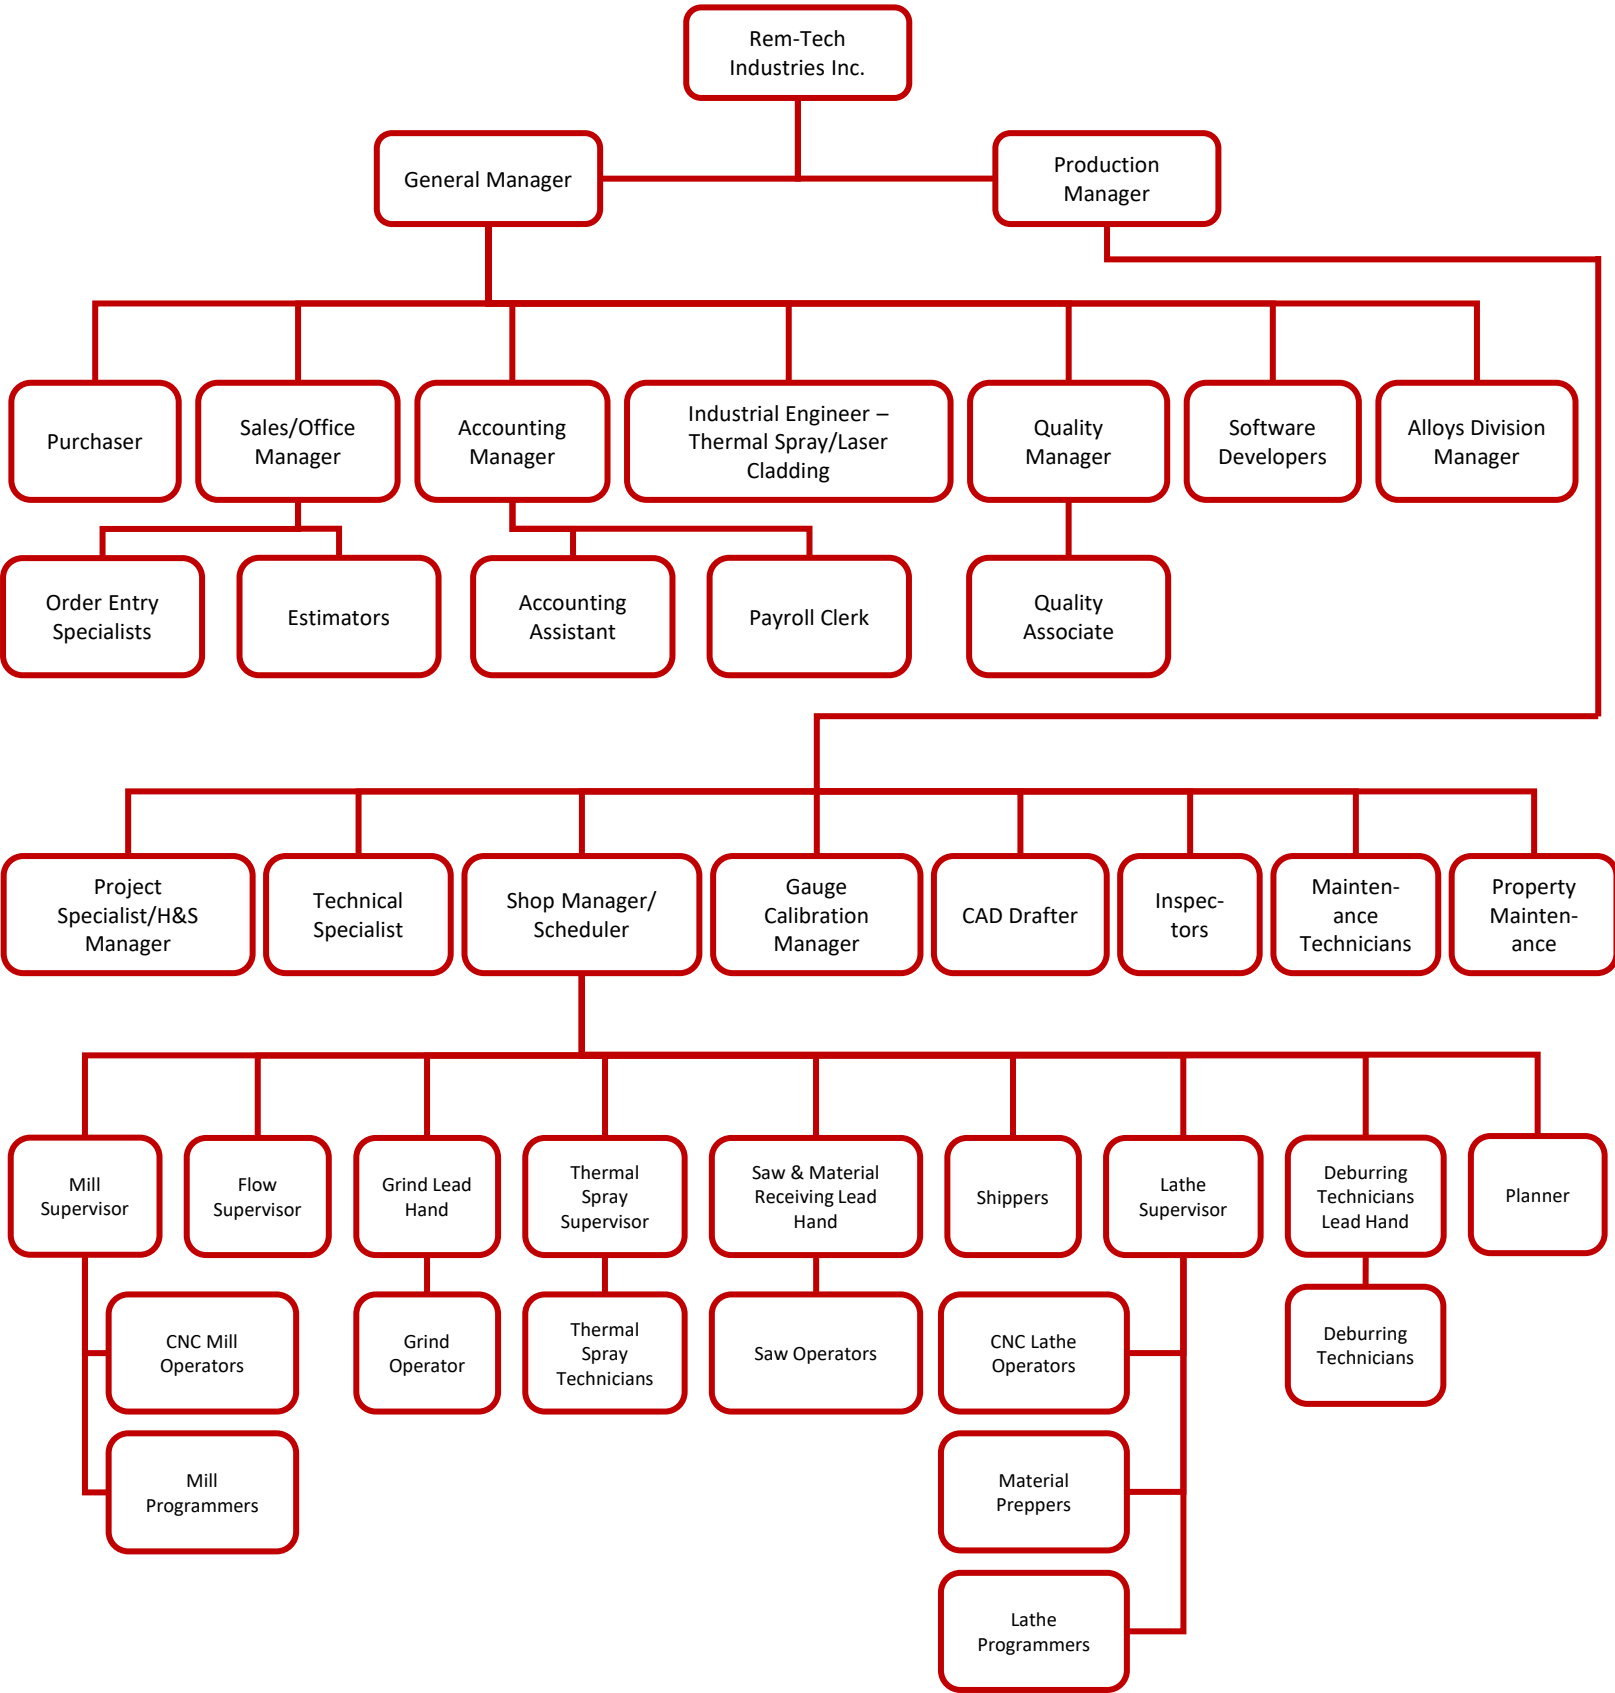 Rem-Tech
Industries Inc.
General Manager
Production
Manager
Purchaser
Sales/Office
Manager
Accounting
Manager
Industrial Engineer –
Thermal Spray/Laser
Cladding
Quality
Manager
Software
Developers
Alloys Division
Manager
Order Entry
Specialists
Estimators
Accounting
Assistant
Payroll Clerk
Quality
Associate
Project
Specialist/H&S
Manager
Technical
Specialist
Shop Manager/
Scheduler
Gauge
Calibration
Manager
CAD Drafter
Inspec-
tors
Mainten-
ance
Technicians
Property
Mainten-
ance
Mill
Supervisor
Flow
Supervisor
Grind Lead
Hand
Thermal
Spray
Supervisor
Saw & Material
Receiving Lead
Hand
Shippers
Lathe
Supervisor
Deburring
Technicians
Lead Hand
Planner
CNC Mill
Operators
Grind
Operator
Thermal
Spray
Technicians
Saw Operators
CNC Lathe
Operators
Deburring
Technicians
Mill
Programmers
Material
Preppers
Lathe
Programmers